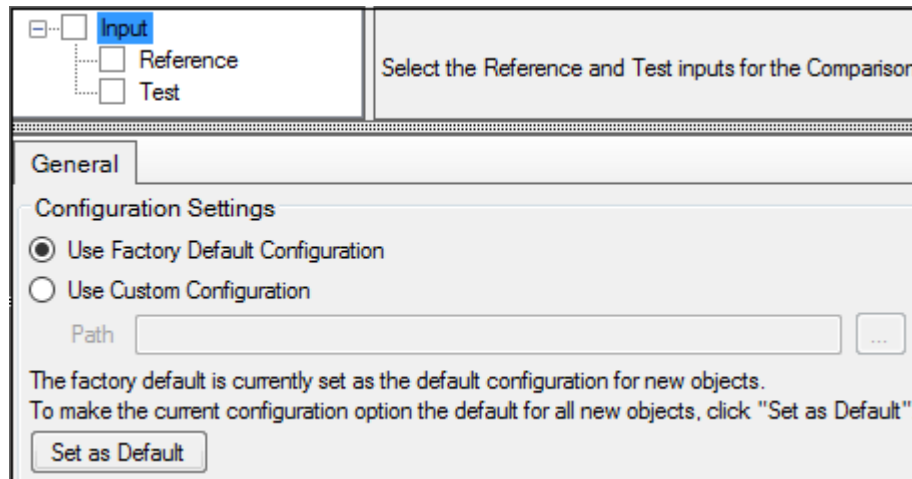 Input
Reference
Test
Select the Reference and Test inputs for the Comparison
General
Configuration Settings
Use Factory Default Configuration
Use Custom Configuration
Path
...
The factory default is currently set as the default configuration for new objects.
To make the current configuration option the default for all new objects, click "Set as Default"
Set as Default